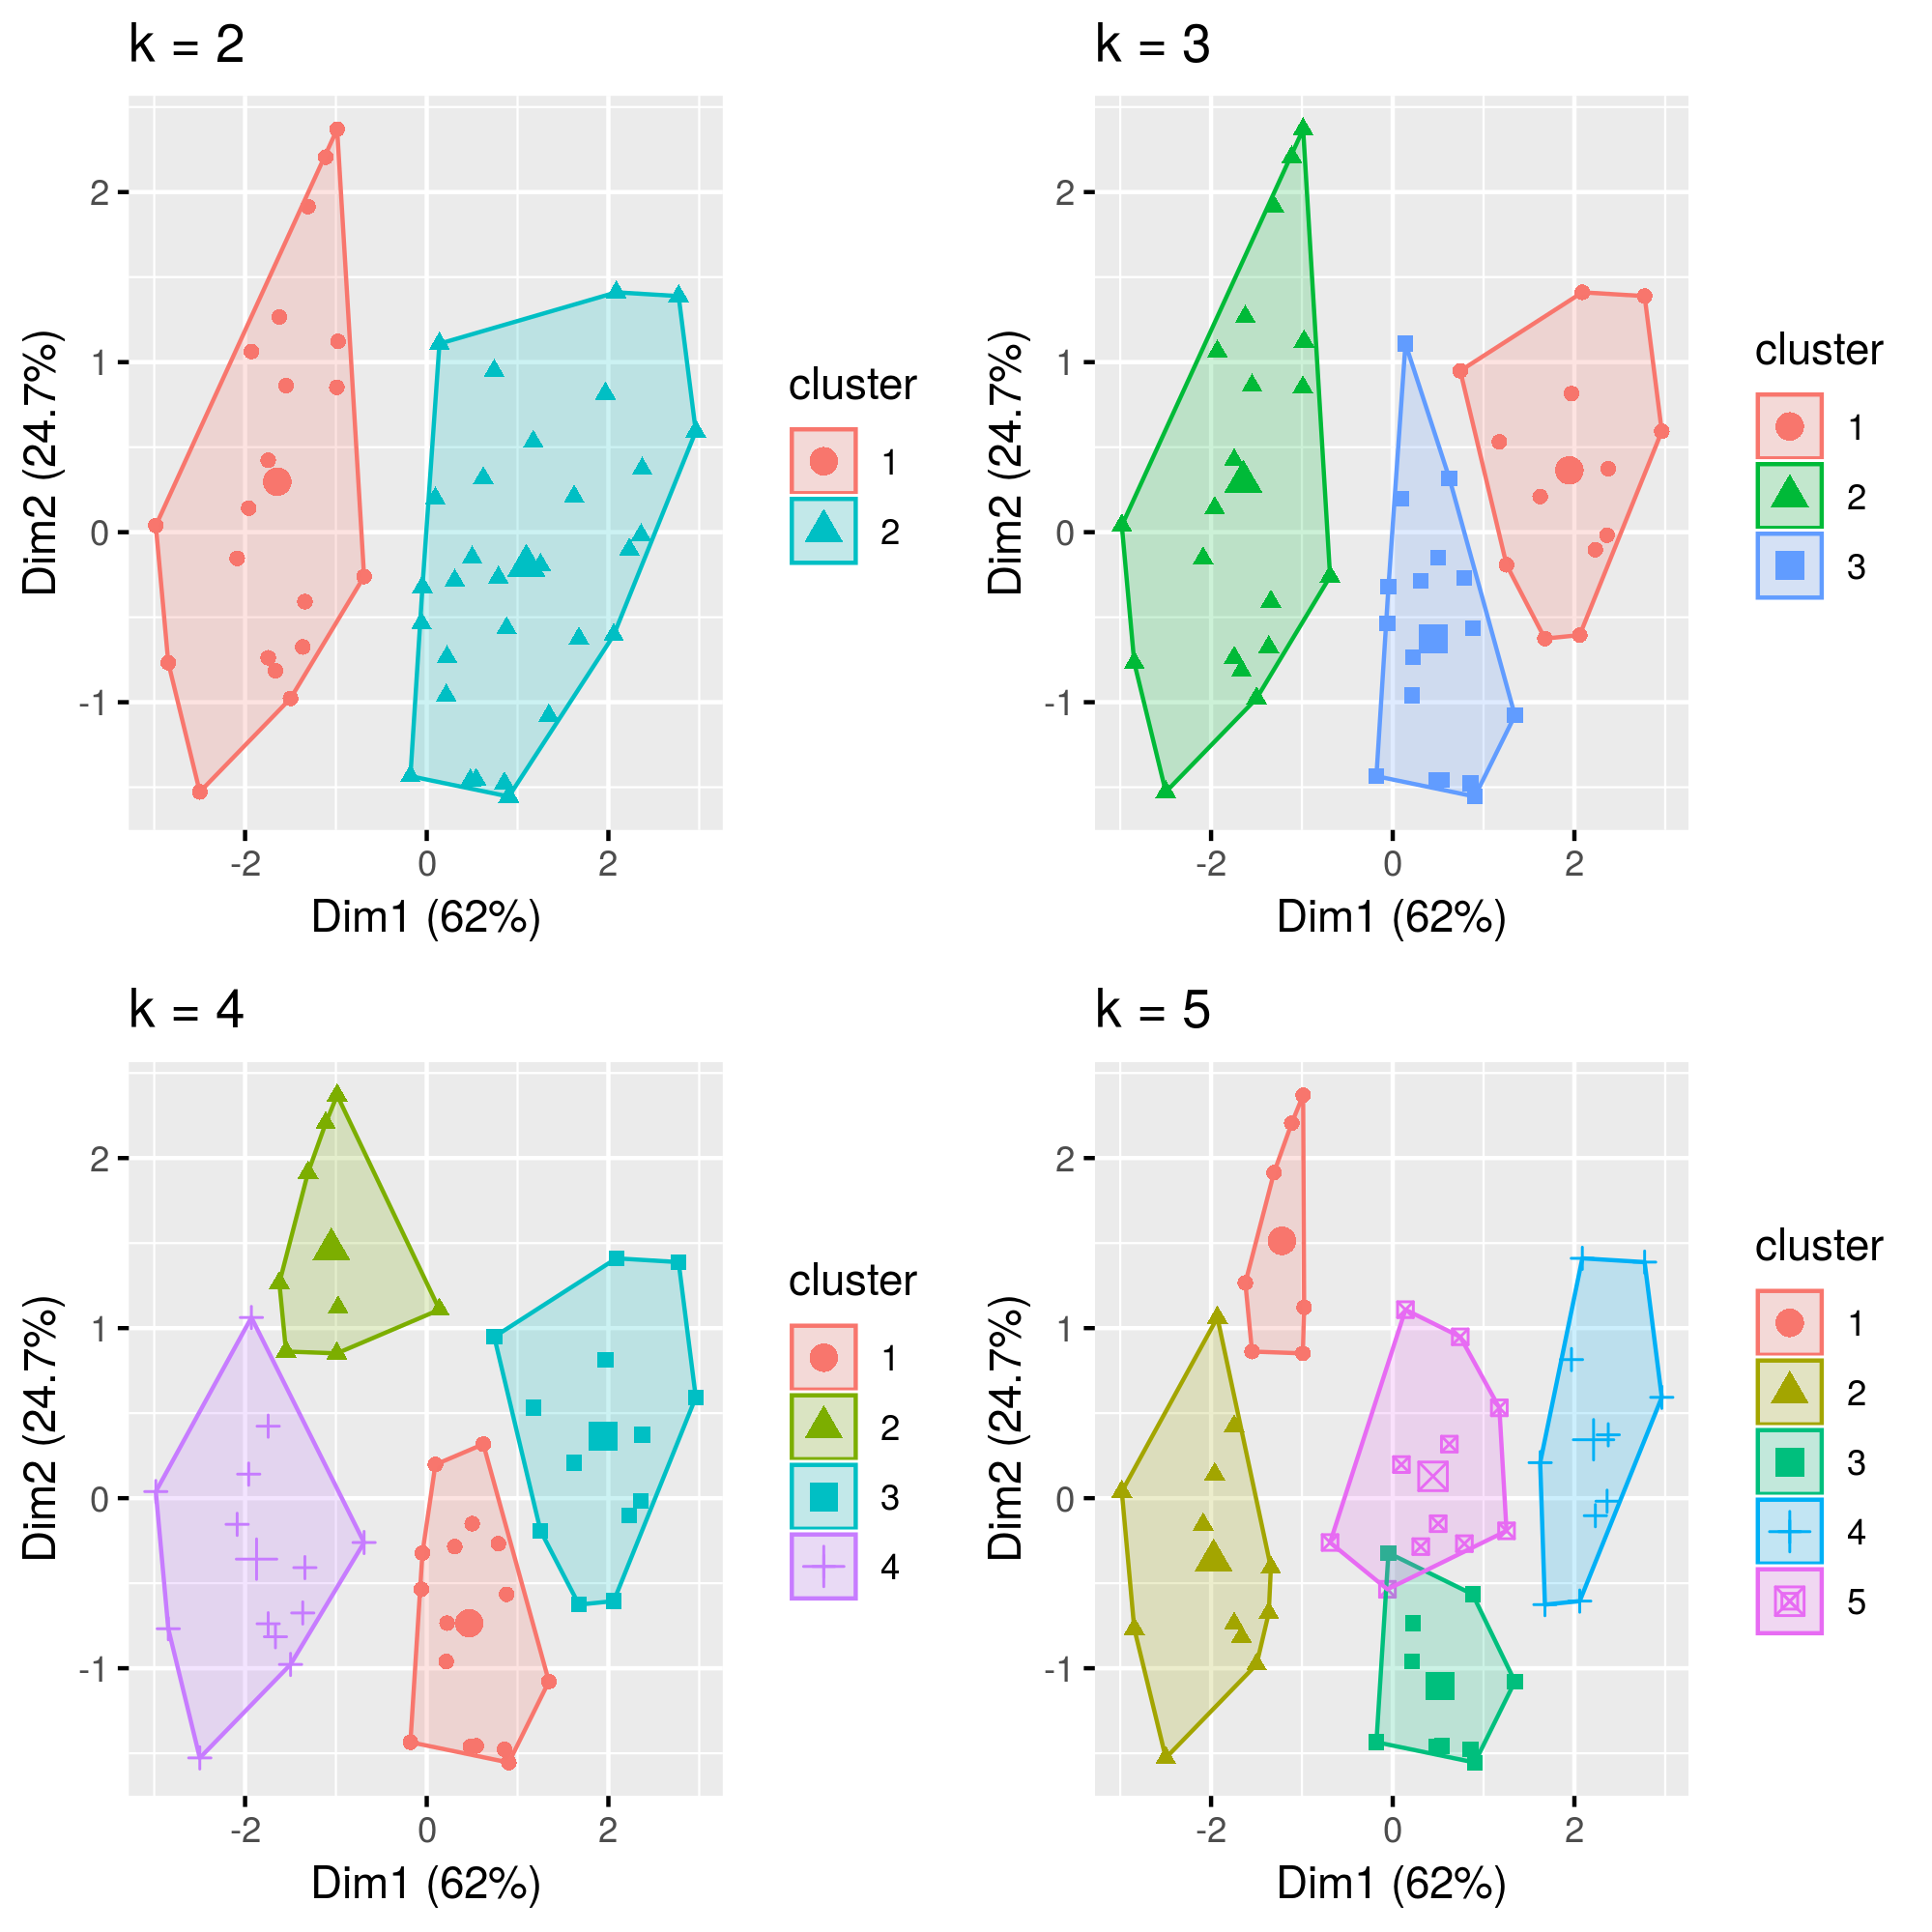 k = 2
Dim2 (24.7%)
2
1
0
-1
-2
0
2
Dim1 (62%)
cluster
1
2
k = 3
Dim2 (24.7%)
2
1
0
-1
-2
0
2
Dim1 (62%)
cluster
1
2
3
k = 4
Dim2 (24.7%)
2
1
0
-1
-2
0
2
Dim1 (62%)
cluster
1
2
3
4
k = 5
Dim2 (24.7%)
2
1
0
-1
-2
0
2
Dim1 (62%)
cluster
1
2
3
4
5